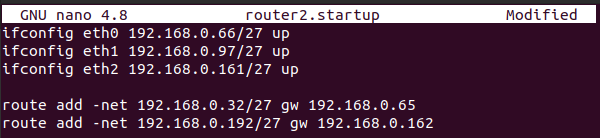 GNU nano 4.8 router2.startup Modified
ifconfig eth0 192.168.0.66/27 up
ifconfig eth1 192.168.0.97/27 up
ifconfig eth2 192.168.0.161/27 up
route add -net 192.168.0.32/27 gw 192.168.0.65
route add -net 192.168.0.192/27 gw 192.168.0.162